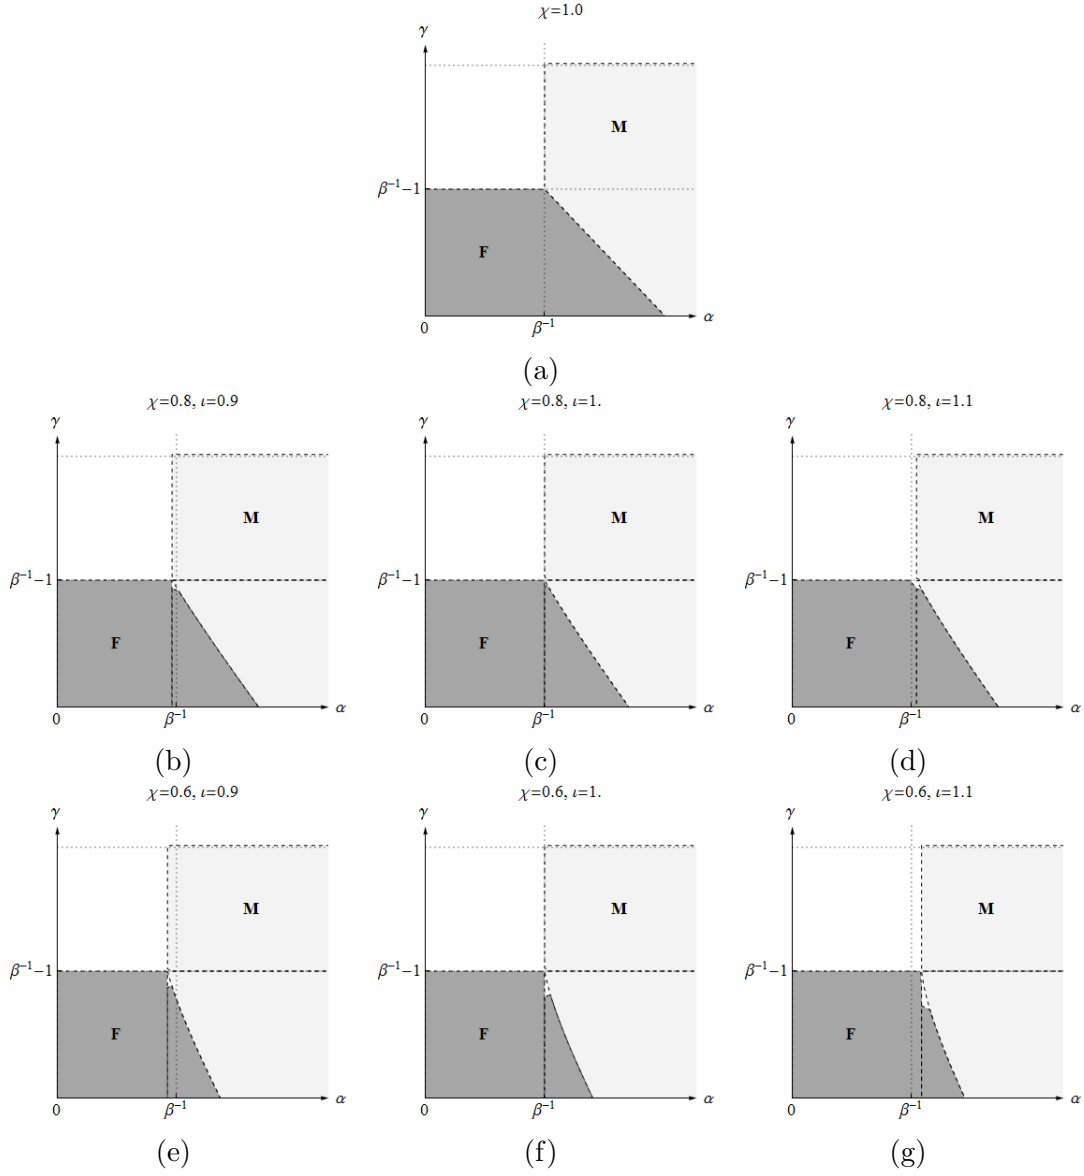 χ=1.0
γ
M
β⁻¹−1
F
0
β⁻¹
α
(a)
χ=0.8, ι=0.9
γ
M
β⁻¹−1
F
0
β⁻¹
α
(b)
χ=0.8, ι=1.
γ
M
β⁻¹−1
F
0
β⁻¹
α
(c)
χ=0.8, ι=1.1
γ
M
β⁻¹−1
F
0
β⁻¹
α
(d)
χ=0.6, ι=0.9
γ
M
β⁻¹−1
F
0
β⁻¹
α
(e)
χ=0.6, ι=1.
γ
M
β⁻¹−1
F
0
β⁻¹
α
(f)
χ=0.6, ι=1.1
γ
M
β⁻¹−1
F
0
β⁻¹
α
(g)